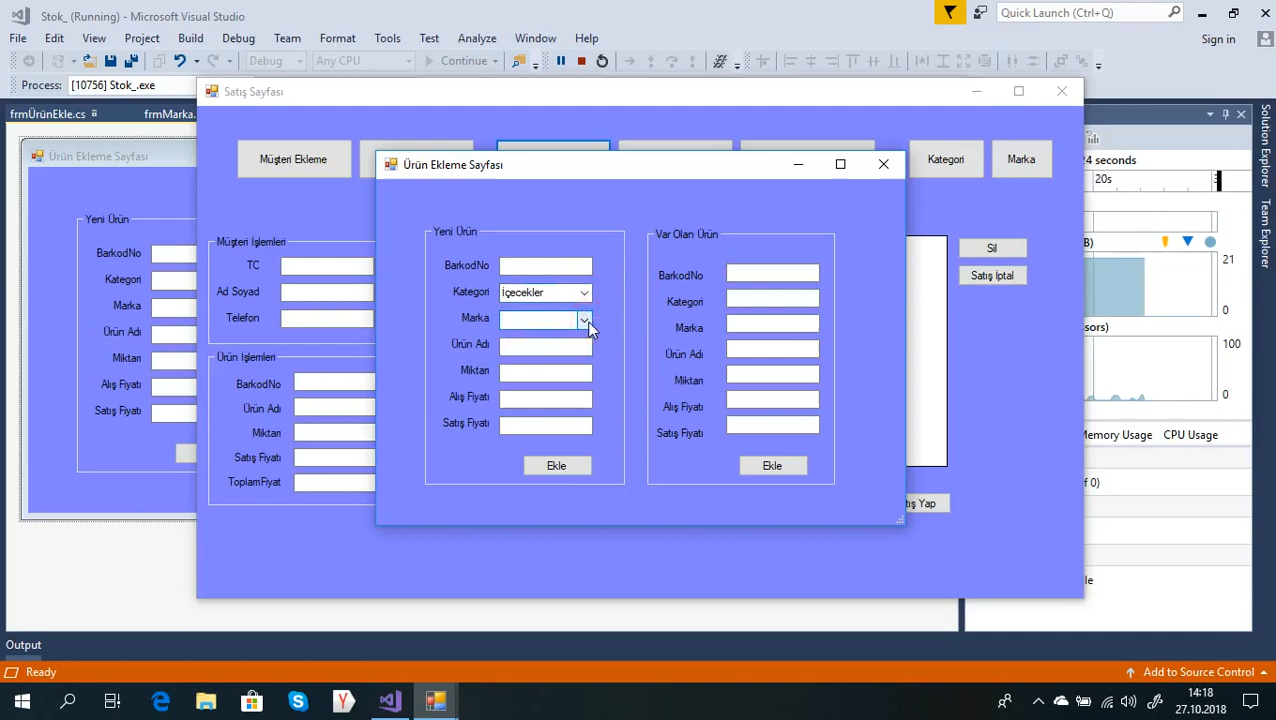 Stok_ (Running) - Microsoft Visual Studio
Quick Launch (Ctrl+Q)
File Edit View Project Build Debug Team Format Tools Test Analyze Window Help
Sign in
Debug Any CPU Continue
Process: [10756] Stok_.exe
frmÜrünEkle.cs frmMarka.
Satış Sayfası
Müşteri Ekleme
Kategori
Marka
Ürün Ekleme Sayfası
Yeni Ürün
BarkodNo
Kategori
Marka
Ürün Adı
Miktarı
Alış Fiyatı
Satış Fiyatı
Müşteri İşlemleri
TC
Ad Soyad
Telefon
Ürün İşlemleri
BarkodNo
Ürün Adı
Miktarı
Satış Fiyatı
ToplamFiyat
Ürün Ekleme Sayfası
Yeni Ürün
BarkodNo
Kategori İçecekler
Marka
Ürün Adı
Miktarı
Alış Fiyatı
Satış Fiyatı
Ekle
Var Olan Ürün
BarkodNo
Kategori
Marka
Ürün Adı
Miktarı
Alış Fiyatı
Satış Fiyatı
Ekle
Sil
Satış İptal
tış Yap
24 seconds
20s
3
B)
21
0
sors)
100
0
Memory Usage CPU Usage
of 0)
le
Solution Explorer
Team Explorer
Output
Ready
Add to Source Control
14:18
27.10.2018